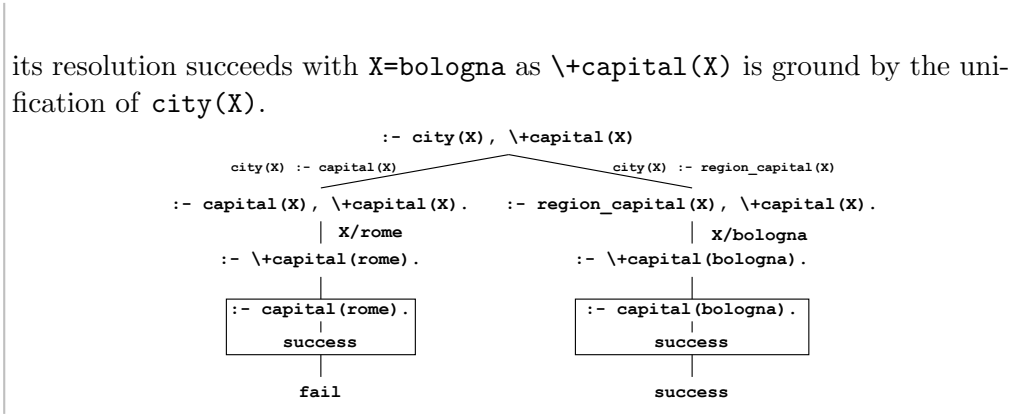 its resolution succeeds with X=bologna as \+capital(X) is ground by the uni-
fication of city(X).
:- city(X), \+capital(X)
city(X) :- capital(X) city(X) :- region_capital(X)
:- capital(X), \+capital(X). :- region_capital(X), \+capital(X).
X/rome X/bologna
:- \+capital(rome). :- \+capital(bologna).
:- capital(rome). :- capital(bologna).
success success
fail success